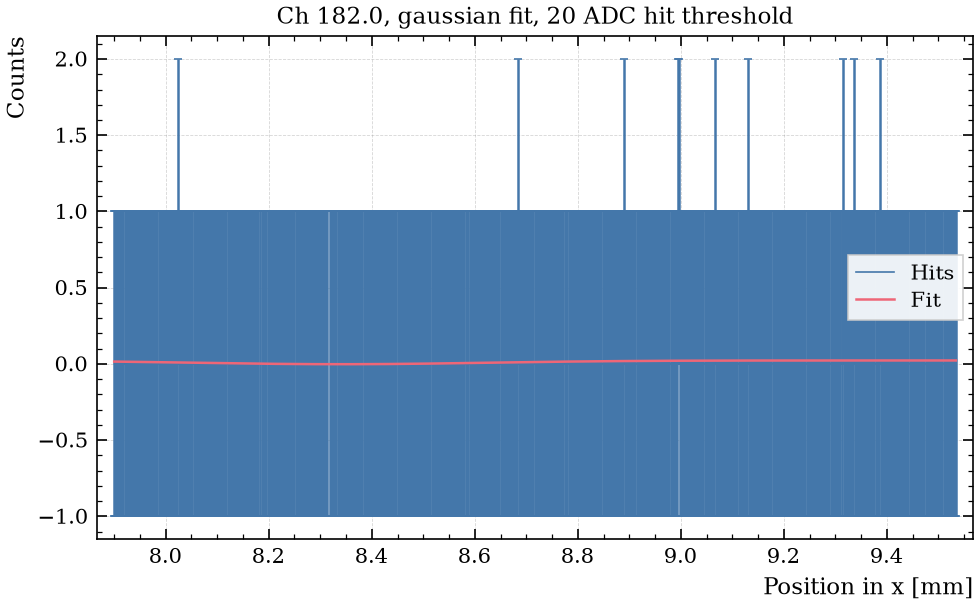 Ch 182.0, gaussian fit, 20 ADC hit threshold
Counts
2.0
1.5
1.0
0.5
0.0
−0.5
−1.0
Hits
Fit
8.0 8.2 8.4 8.6 8.8 9.0 9.2 9.4
Position in x [mm]